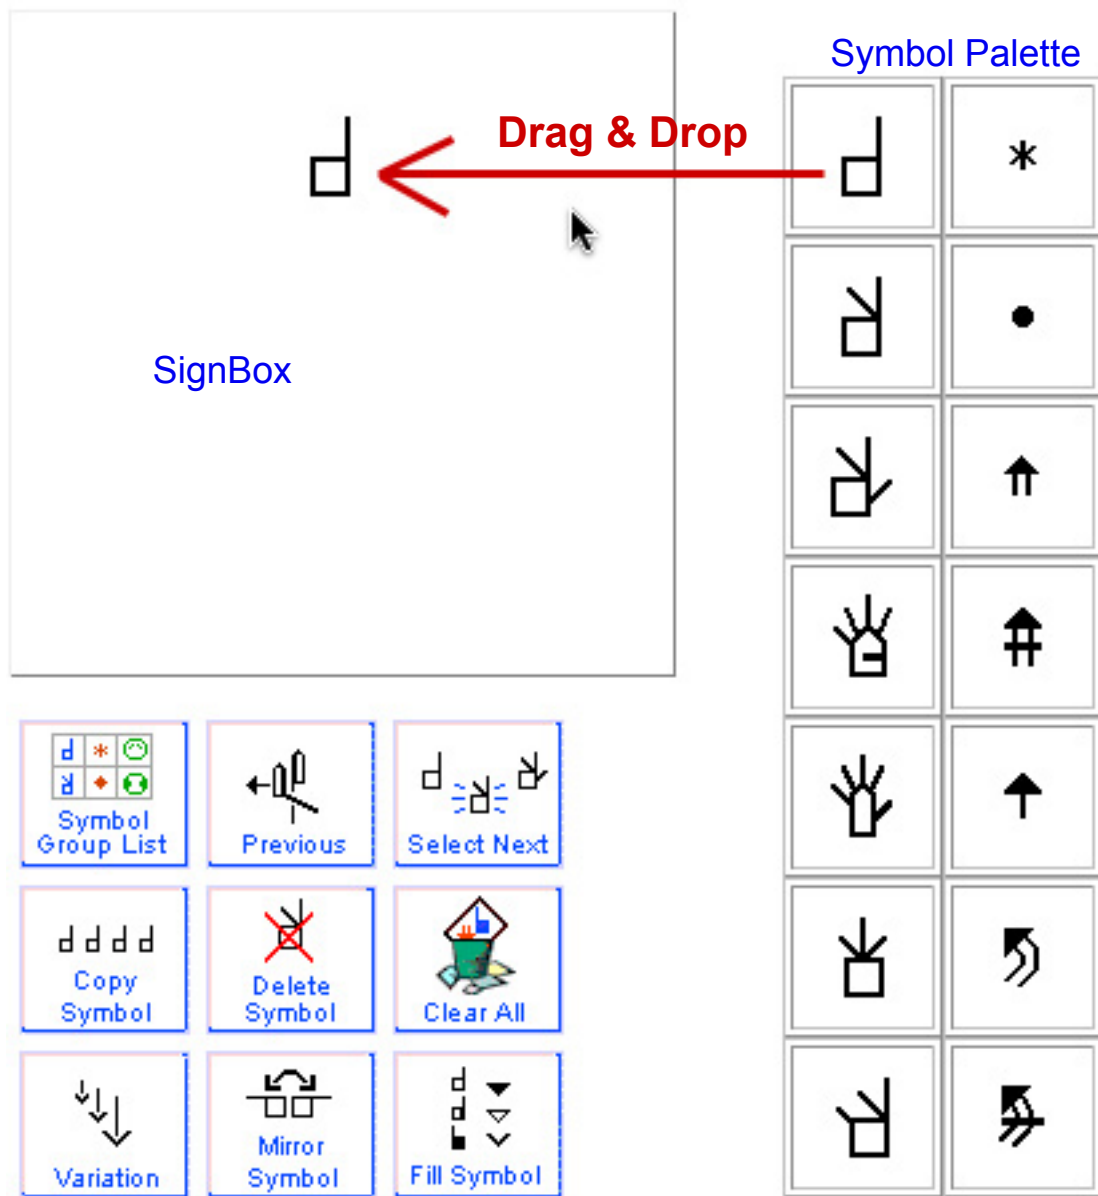 Symbol Palette
Drag & Drop
SignBox
Symbol
Group List
Previous
Select Next
Copy
Symbol
Delete
Symbol
Clear All
Variation
Mirror
Symbol
Fill Symbol